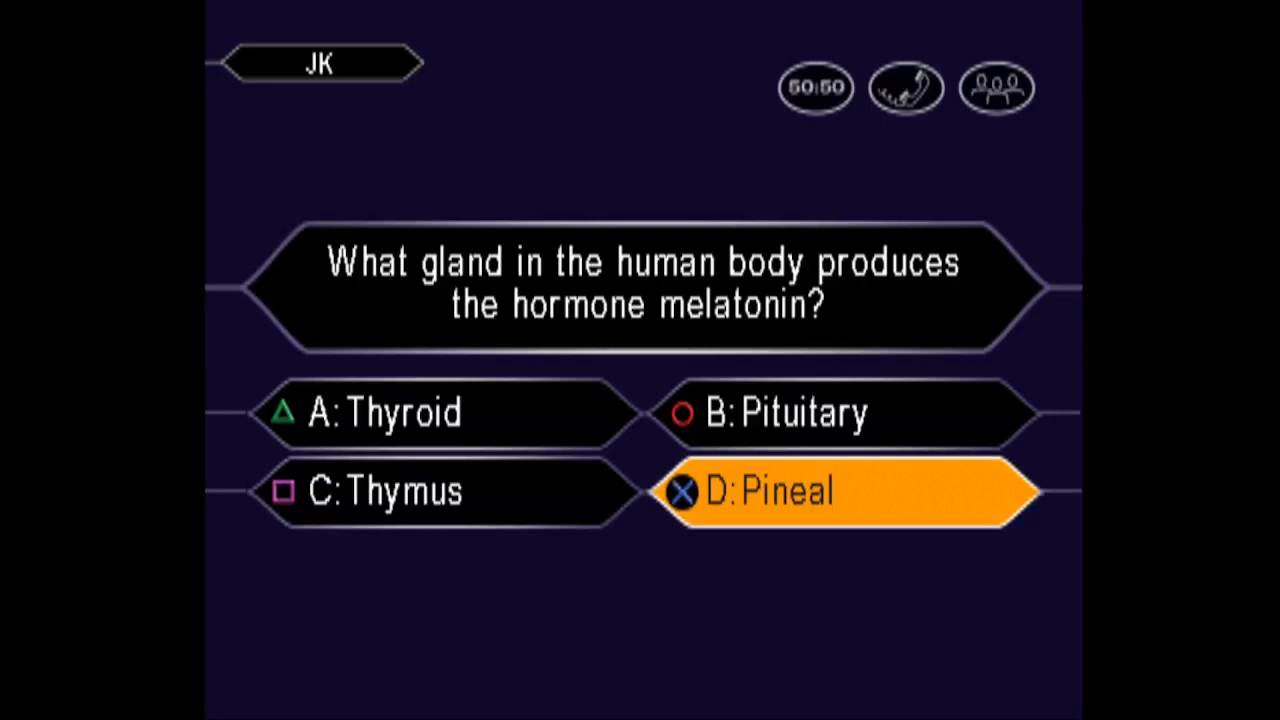 JK
50:50
What gland in the human body produces
the hormone melatonin?
A: Thyroid
B: Pituitary
C: Thymus
D: Pineal